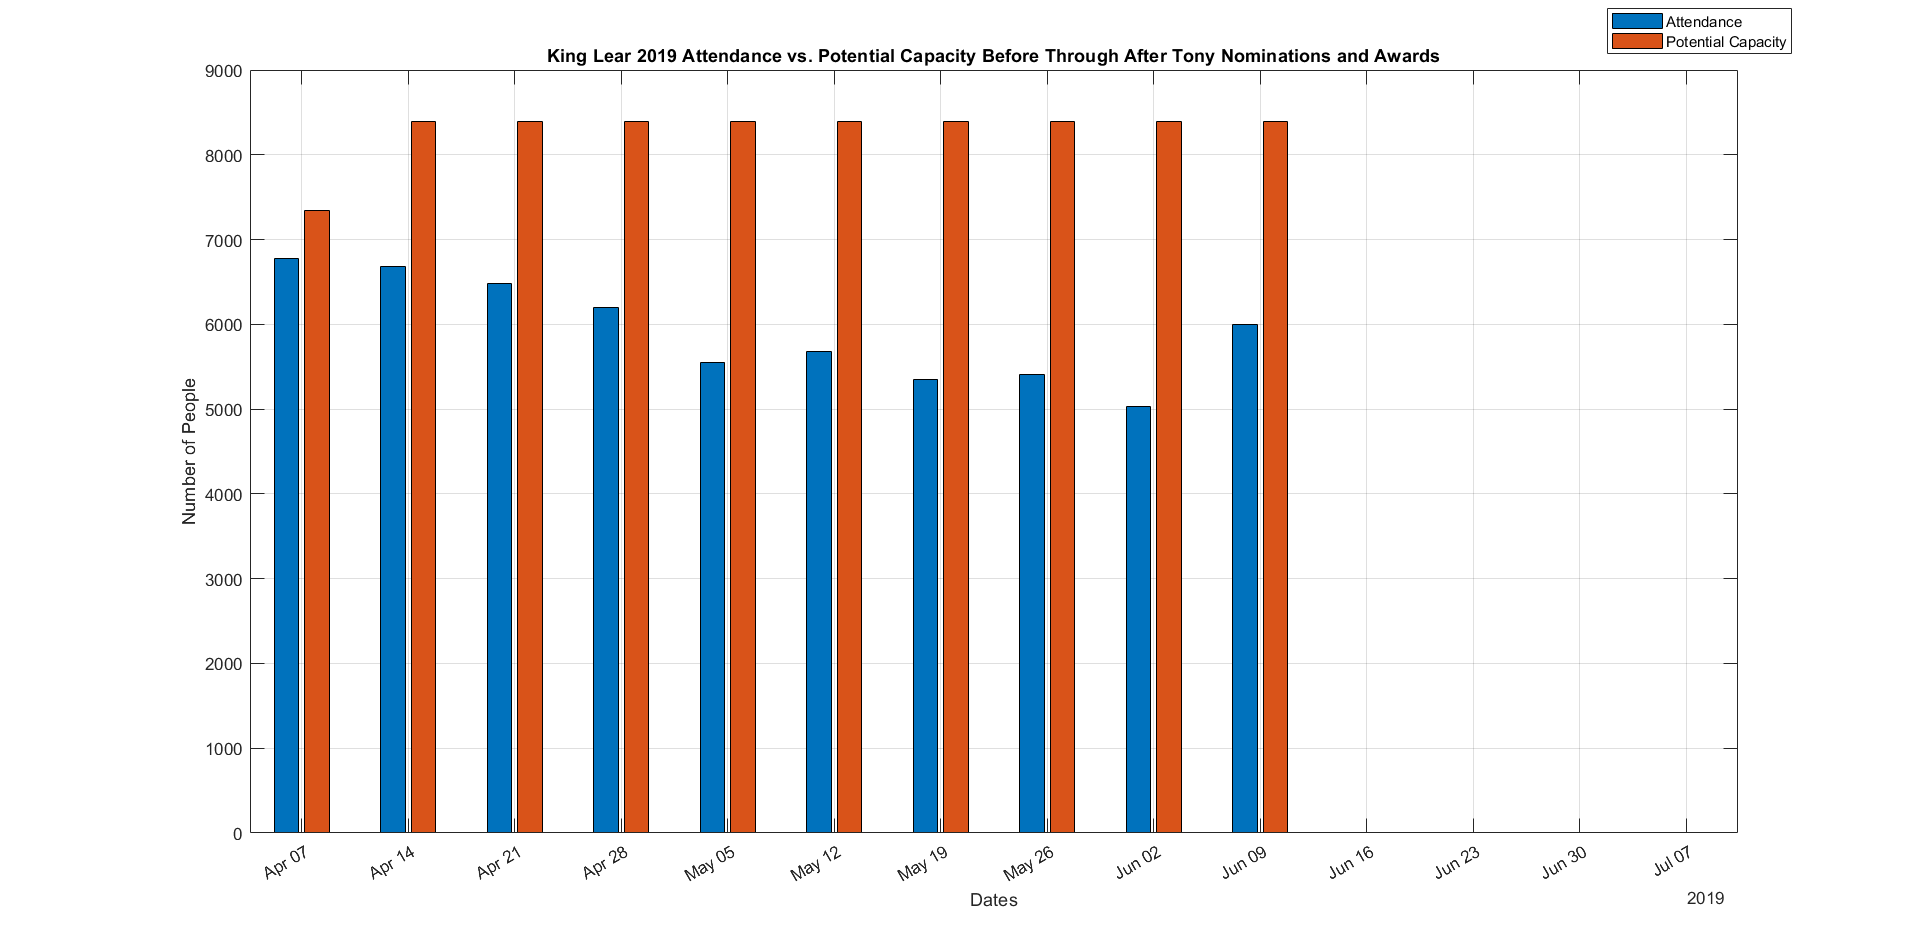 Attendance
Potential Capacity
King Lear 2019 Attendance vs. Potential Capacity Before Through After Tony Nominations and Awards
9000
8000
7000
6000
5000
4000
3000
2000
1000
0
Number of People
Apr 07
Apr 14
Apr 21
Apr 28
May 05
May 12
May 19
May 26
Jun 02
Jun 09
Jun 16
Jun 23
Jun 30
Jul 07
Dates
2019